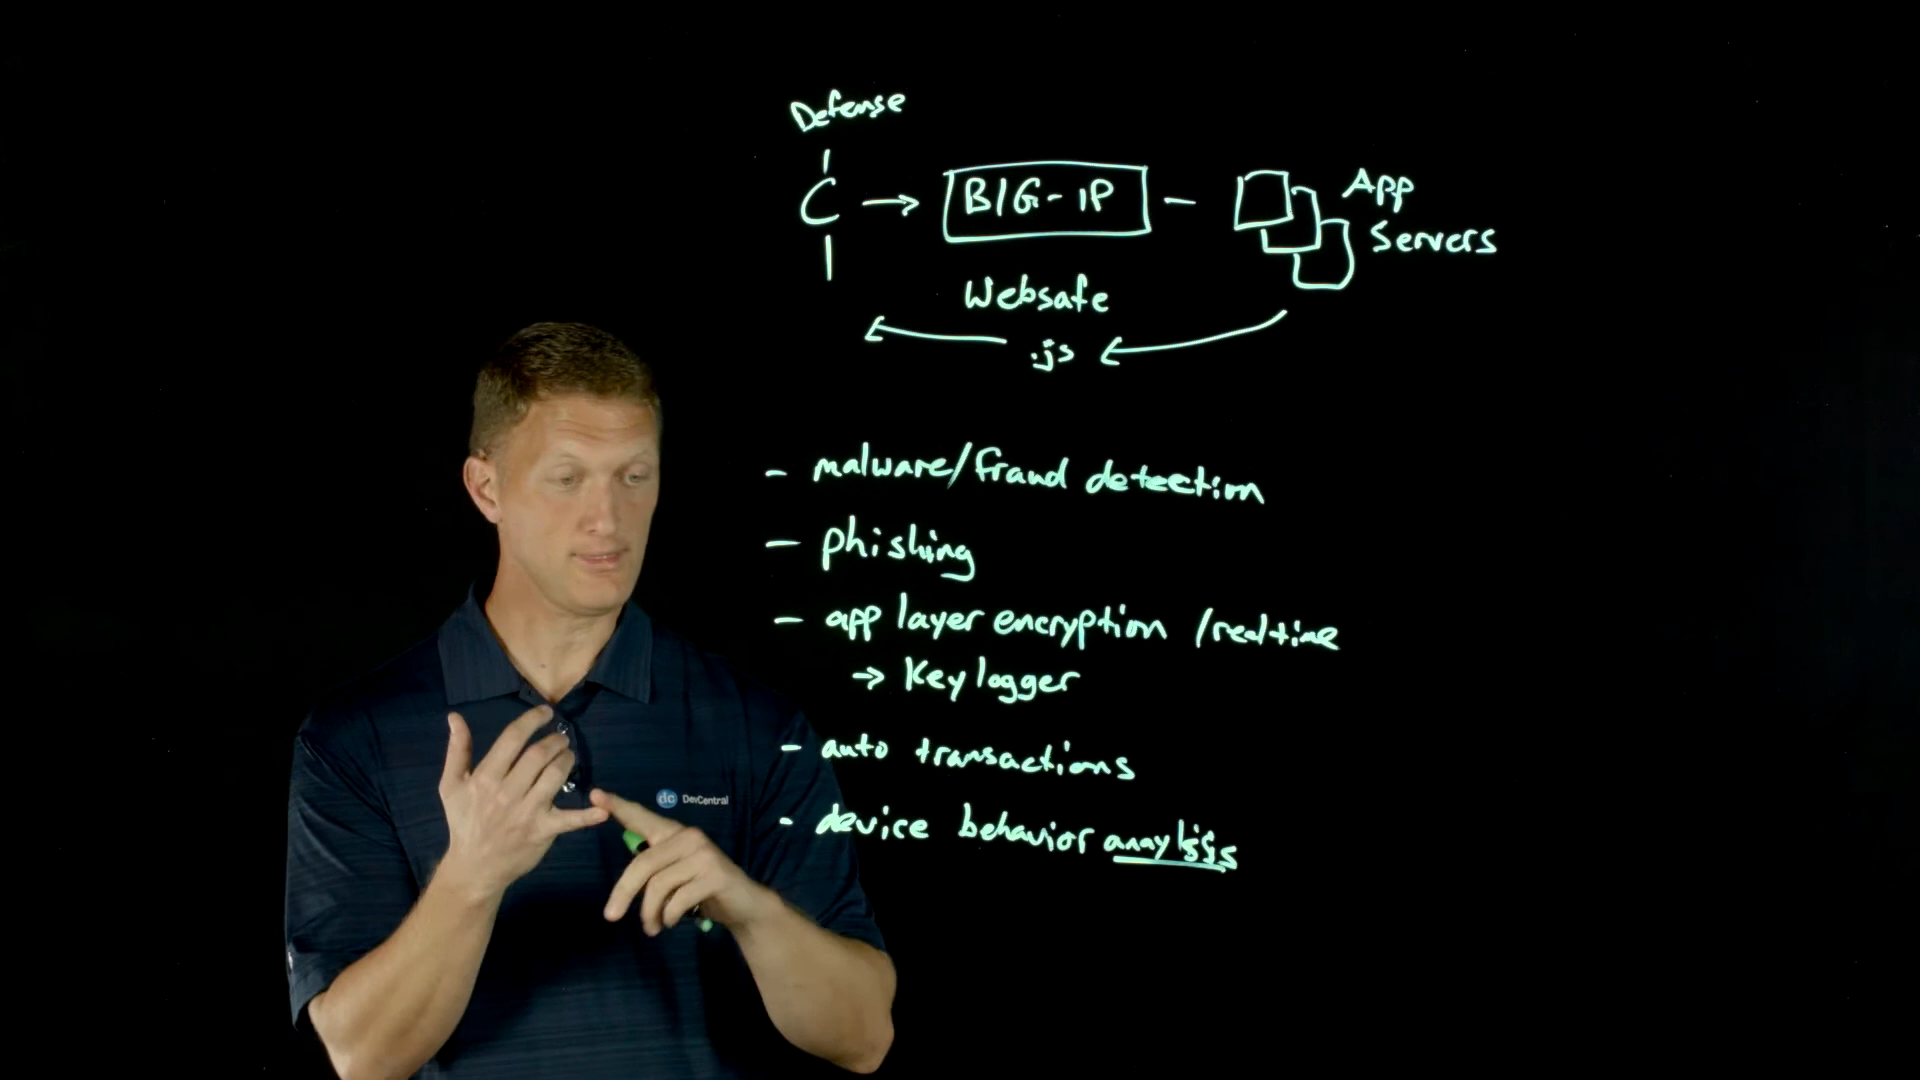 Defense
C → BIG-IP –
App
Servers
Websafe
.js
- malware/fraud detection
- phishing
- app layer encryption /realtime
→ Keylogger
- auto transactions
- device behavior
dc DevCentral